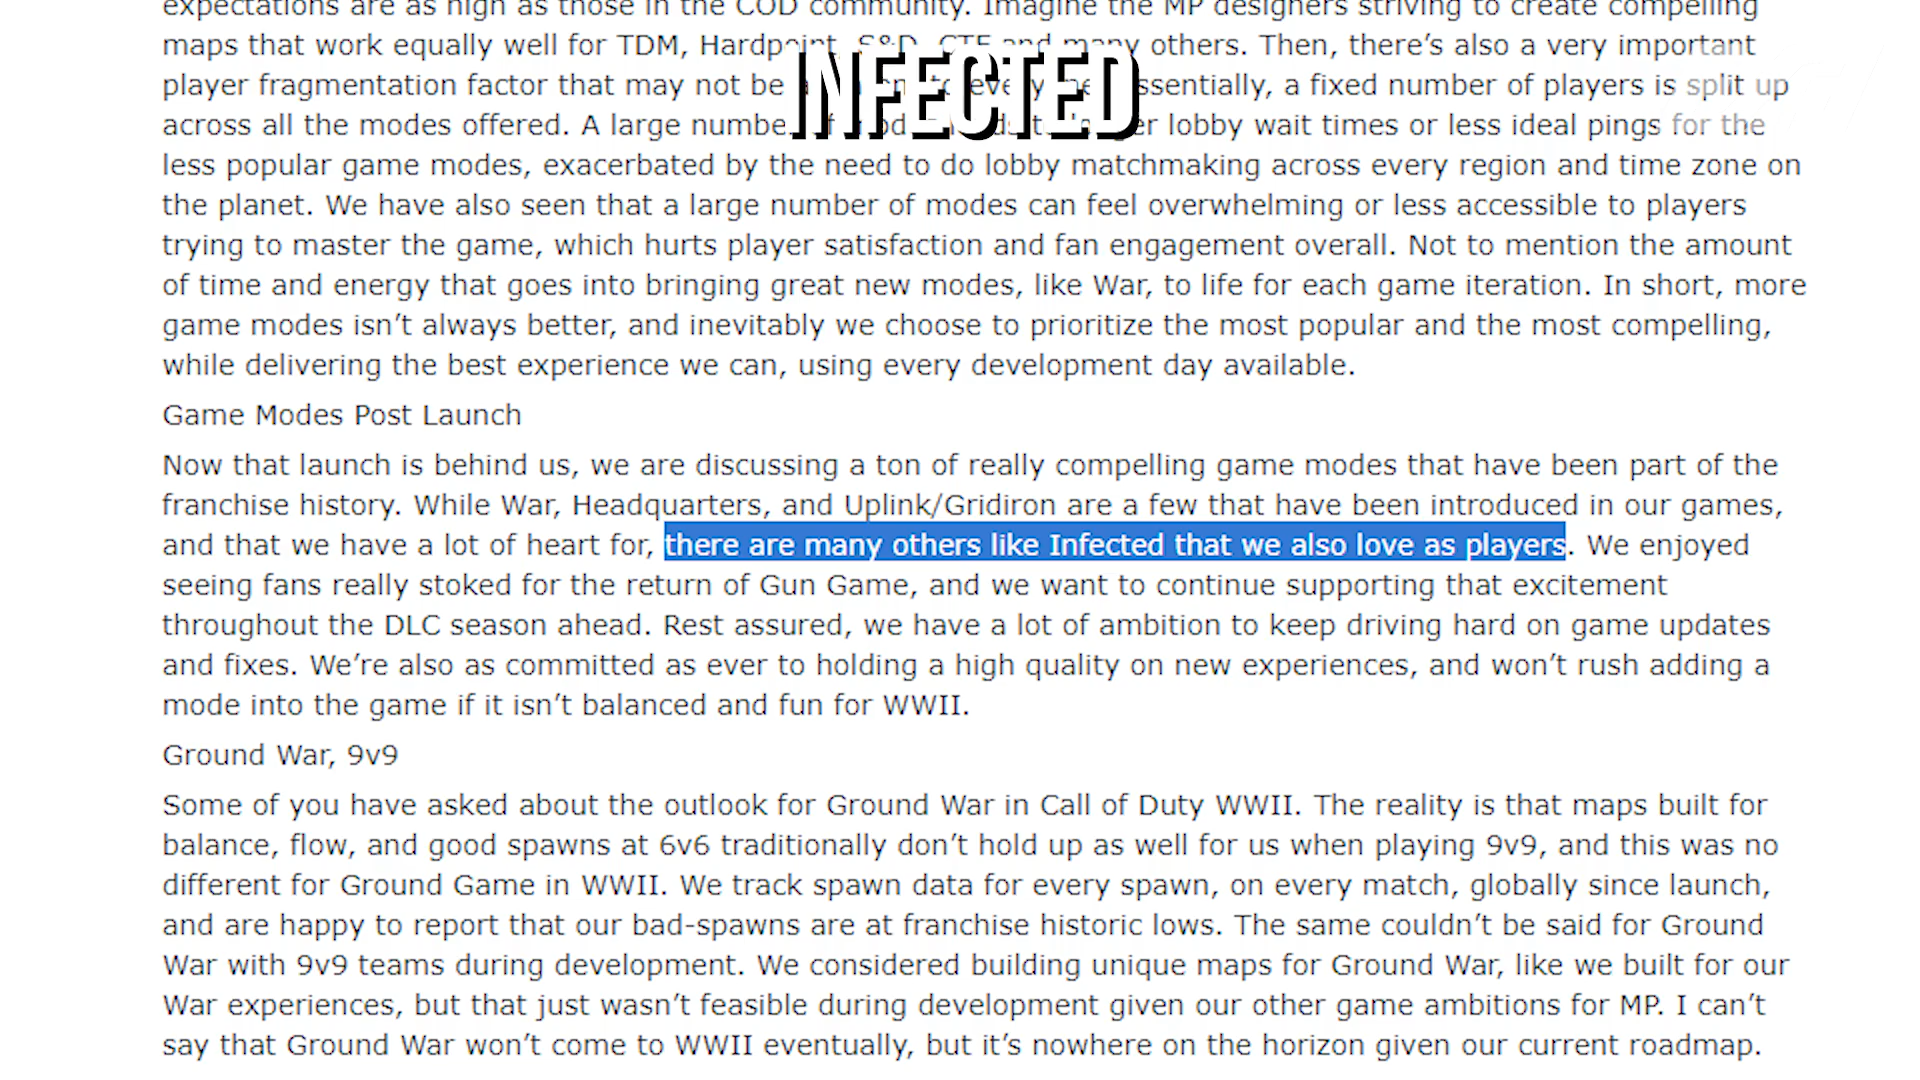 expectations are as high as those in the COD community. Imagine the MP designers striving to create compelling
maps that work equally well for TDM, Hardpoint, S&D, CTF and many others. Then, there’s also a very important
INFECTED
player fragmentation factor that may not be ssentially, a fixed number of players is split up
across all the modes offered. A large number lobby wait times or less ideal pings for the
less popular game modes, exacerbated by the need to do lobby matchmaking across every region and time zone on
the planet. We have also seen that a large number of modes can feel overwhelming or less accessible to players
trying to master the game, which hurts player satisfaction and fan engagement overall. Not to mention the amount
of time and energy that goes into bringing great new modes, like War, to life for each game iteration. In short, more
game modes isn’t always better, and inevitably we choose to prioritize the most popular and the most compelling,
while delivering the best experience we can, using every development day available.
Game Modes Post Launch
Now that launch is behind us, we are discussing a ton of really compelling game modes that have been part of the
franchise history. While War, Headquarters, and Uplink/Gridiron are a few that have been introduced in our games,
and that we have a lot of heart for, there are many others like Infected that we also love as players. We enjoyed
seeing fans really stoked for the return of Gun Game, and we want to continue supporting that excitement
throughout the DLC season ahead. Rest assured, we have a lot of ambition to keep driving hard on game updates
and fixes. We’re also as committed as ever to holding a high quality on new experiences, and won’t rush adding a
mode into the game if it isn’t balanced and fun for WWII.
Ground War, 9v9
Some of you have asked about the outlook for Ground War in Call of Duty WWII. The reality is that maps built for
balance, flow, and good spawns at 6v6 traditionally don’t hold up as well for us when playing 9v9, and this was no
different for Ground Game in WWII. We track spawn data for every spawn, on every match, globally since launch,
and are happy to report that our bad-spawns are at franchise historic lows. The same couldn’t be said for Ground
War with 9v9 teams during development. We considered building unique maps for Ground War, like we built for our
War experiences, but that just wasn’t feasible during development given our other game ambitions for MP. I can’t
say that Ground War won’t come to WWII eventually, but it’s nowhere on the horizon given our current roadmap.